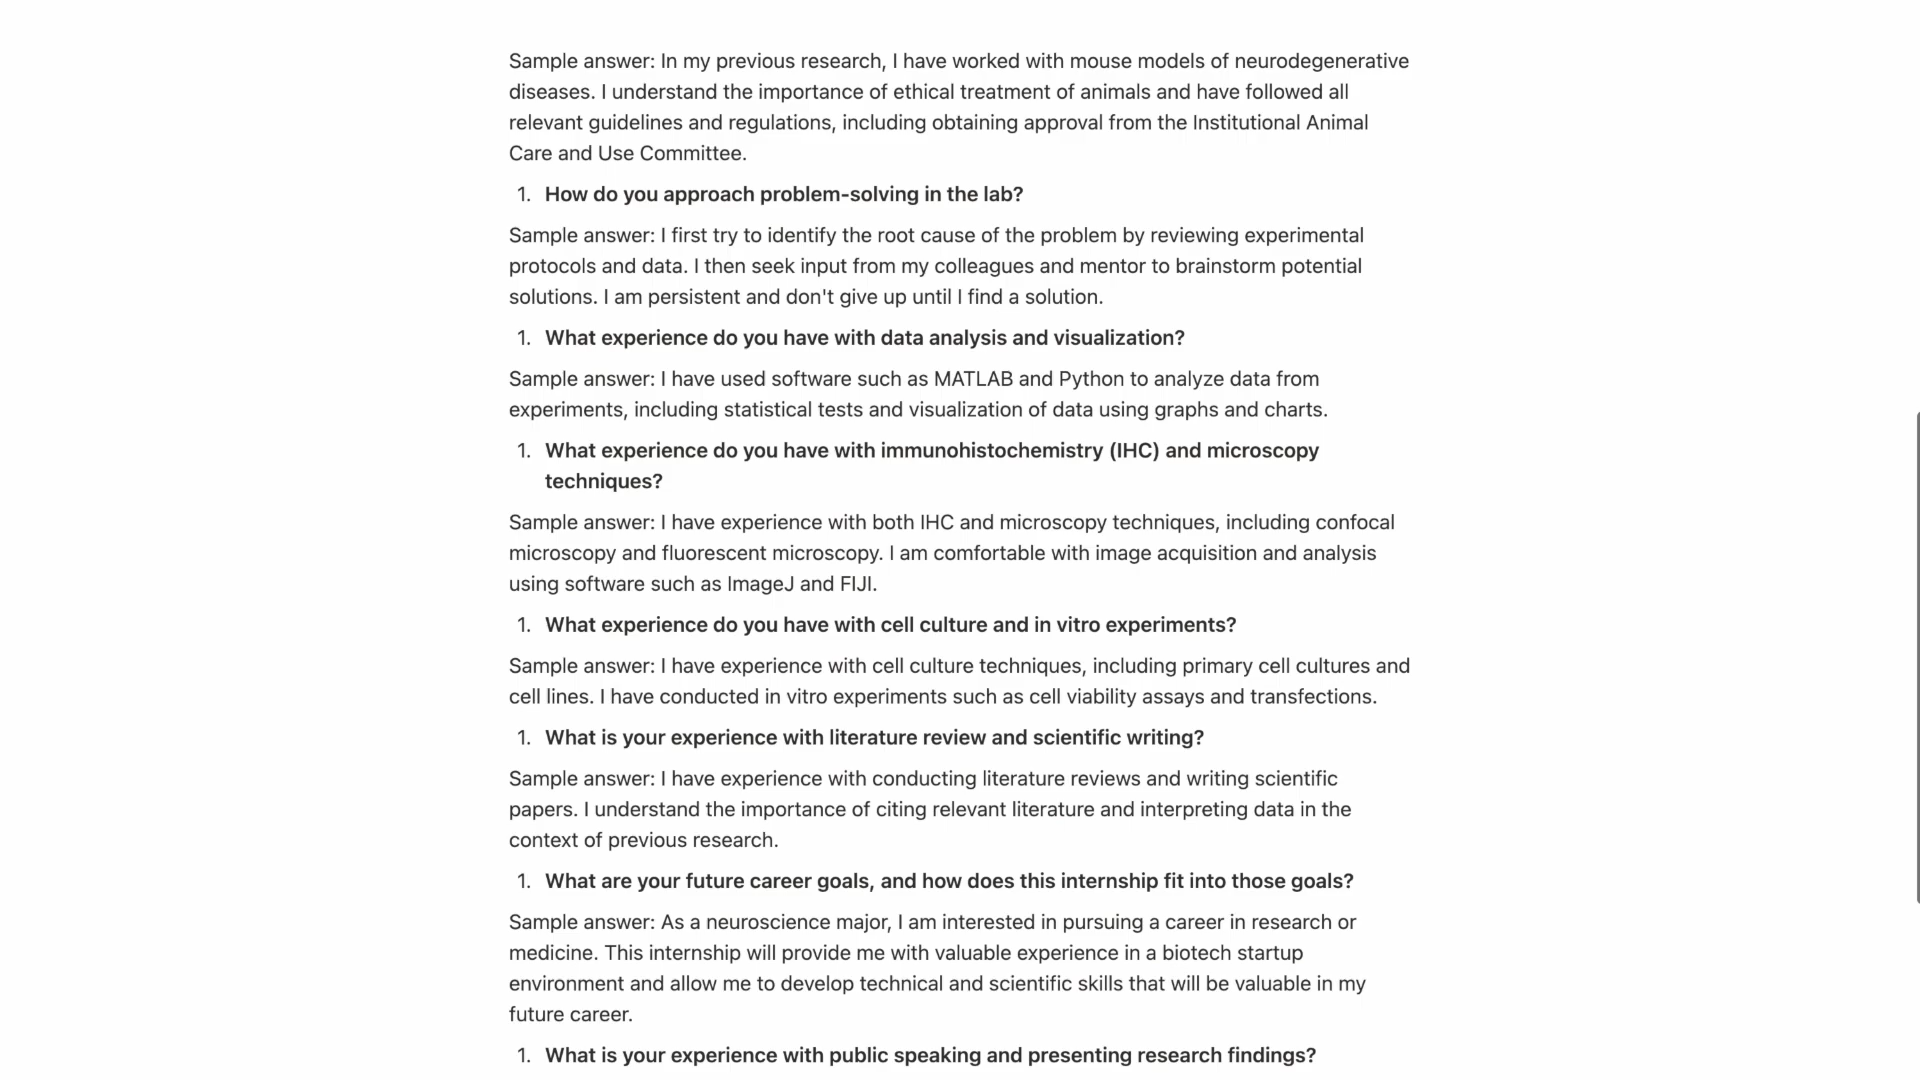 Sample answer: In my previous research, I have worked with mouse models of neurodegenerative
diseases. I understand the importance of ethical treatment of animals and have followed all
relevant guidelines and regulations, including obtaining approval from the Institutional Animal
Care and Use Committee.
1. How do you approach problem-solving in the lab?
Sample answer: I first try to identify the root cause of the problem by reviewing experimental
protocols and data. I then seek input from my colleagues and mentor to brainstorm potential
solutions. I am persistent and don't give up until I find a solution.
1. What experience do you have with data analysis and visualization?
Sample answer: I have used software such as MATLAB and Python to analyze data from
experiments, including statistical tests and visualization of data using graphs and charts.
1. What experience do you have with immunohistochemistry (IHC) and microscopy
techniques?
Sample answer: I have experience with both IHC and microscopy techniques, including confocal
microscopy and fluorescent microscopy. I am comfortable with image acquisition and analysis
using software such as ImageJ and FIJI.
1. What experience do you have with cell culture and in vitro experiments?
Sample answer: I have experience with cell culture techniques, including primary cell cultures and
cell lines. I have conducted in vitro experiments such as cell viability assays and transfections.
1. What is your experience with literature review and scientific writing?
Sample answer: I have experience with conducting literature reviews and writing scientific
papers. I understand the importance of citing relevant literature and interpreting data in the
context of previous research.
1. What are your future career goals, and how does this internship fit into those goals?
Sample answer: As a neuroscience major, I am interested in pursuing a career in research or
medicine. This internship will provide me with valuable experience in a biotech startup
environment and allow me to develop technical and scientific skills that will be valuable in my
future career.
1. What is your experience with public speaking and presenting research findings?